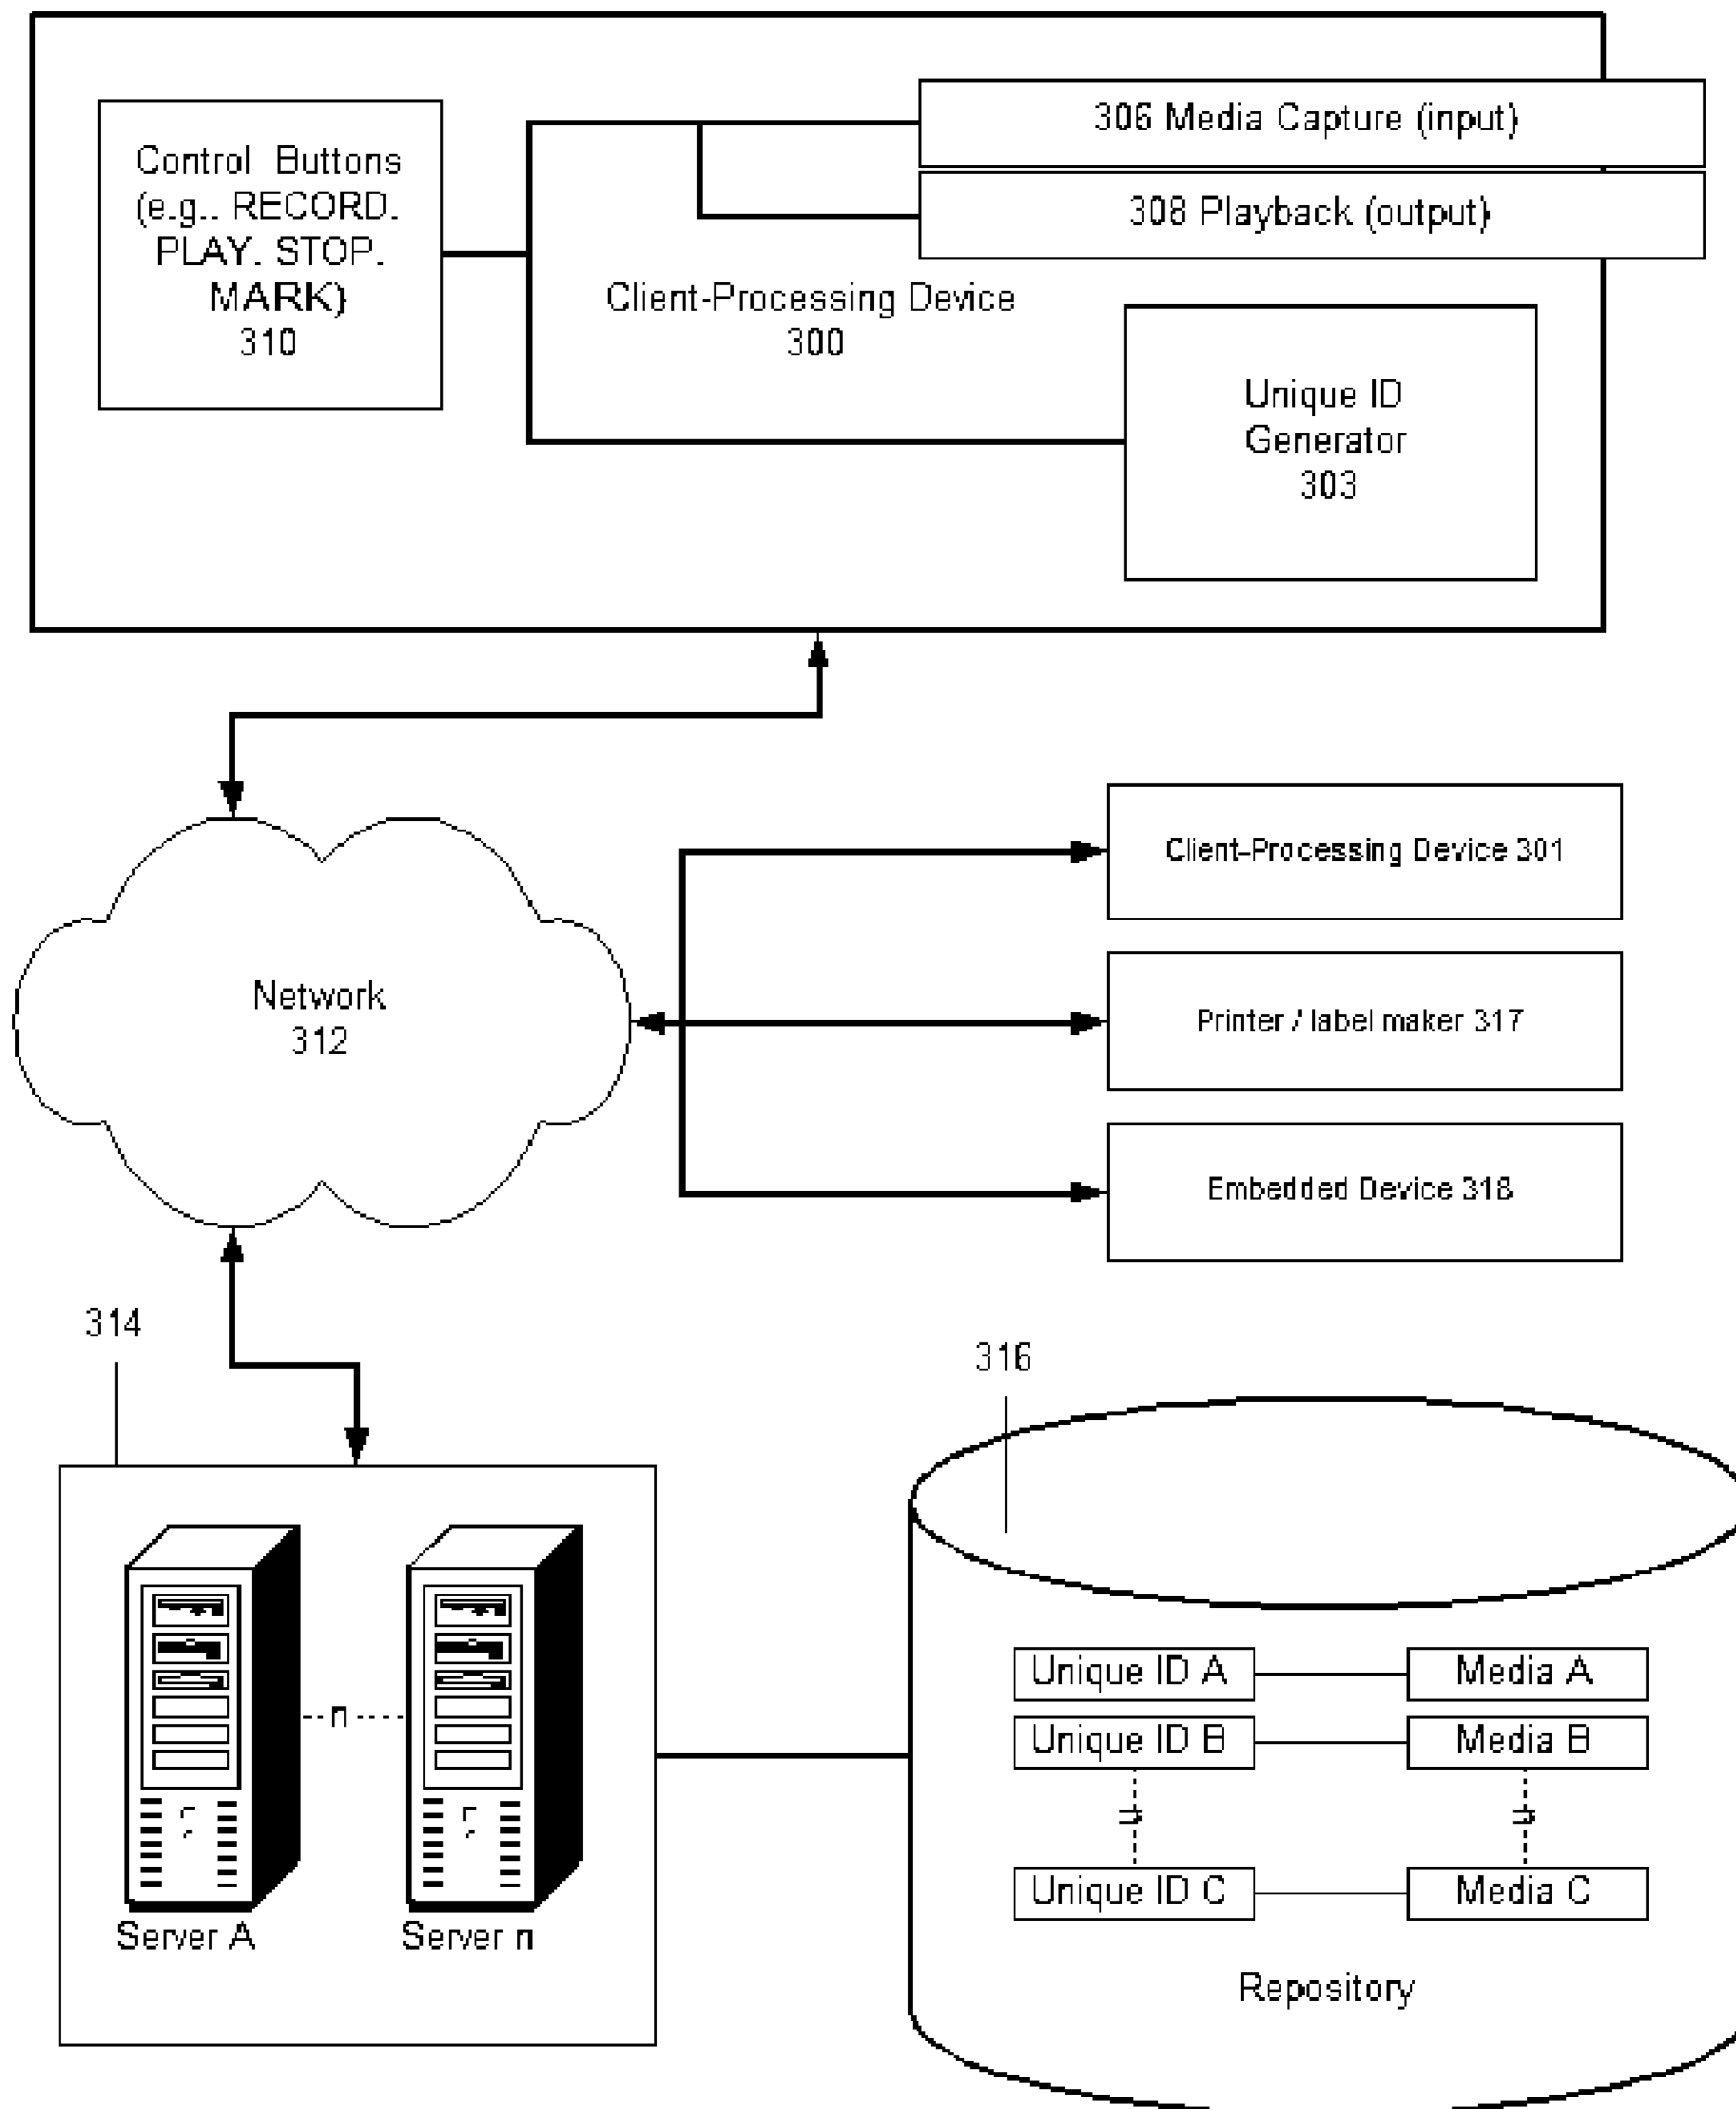 306 Media Capture (input)
Control Buttons
(e.g.. RECORD.
PLAY. STOP.
MARK)
310
308 Playback (output)
Client-Processing Device
300
Unique ID
Generator
303
Client-Processing Device 301
Network
312
Printer / label maker 317
Embedded Device 318
314
316
n
Server A
Server n
Unique ID A
Media A
Unique ID B
Media B
n
n
Unique ID C
Media C
Repository